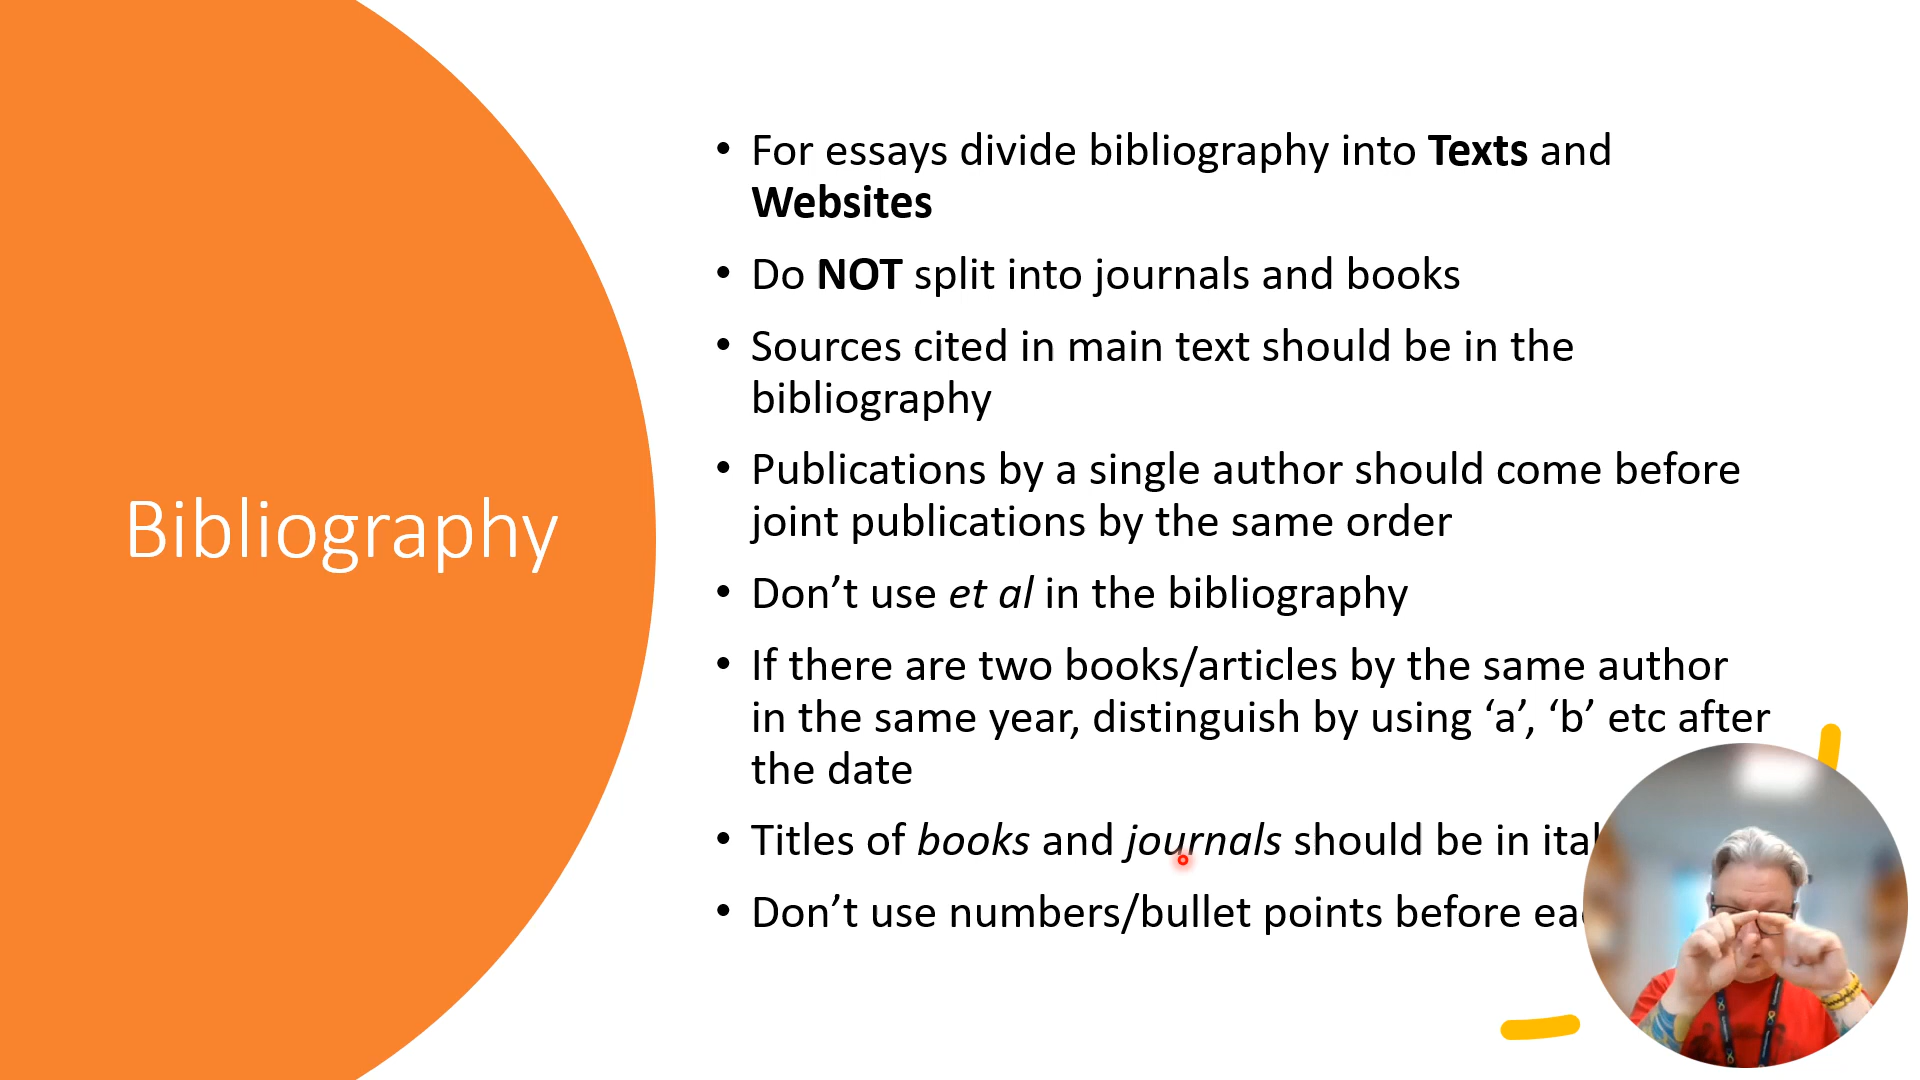 Bibliography
• For essays divide bibliography into Texts and
Websites
• Do NOT split into journals and books
• Sources cited in main text should be in the
bibliography
• Publications by a single author should come before
joint publications by the same order
• Don’t use et al in the bibliography
• If there are two books/articles by the same author
in the same year, distinguish by using ‘a’, ‘b’ etc after
the date
• Titles of books and journals should be in
• Don’t use numbers/bullet points before